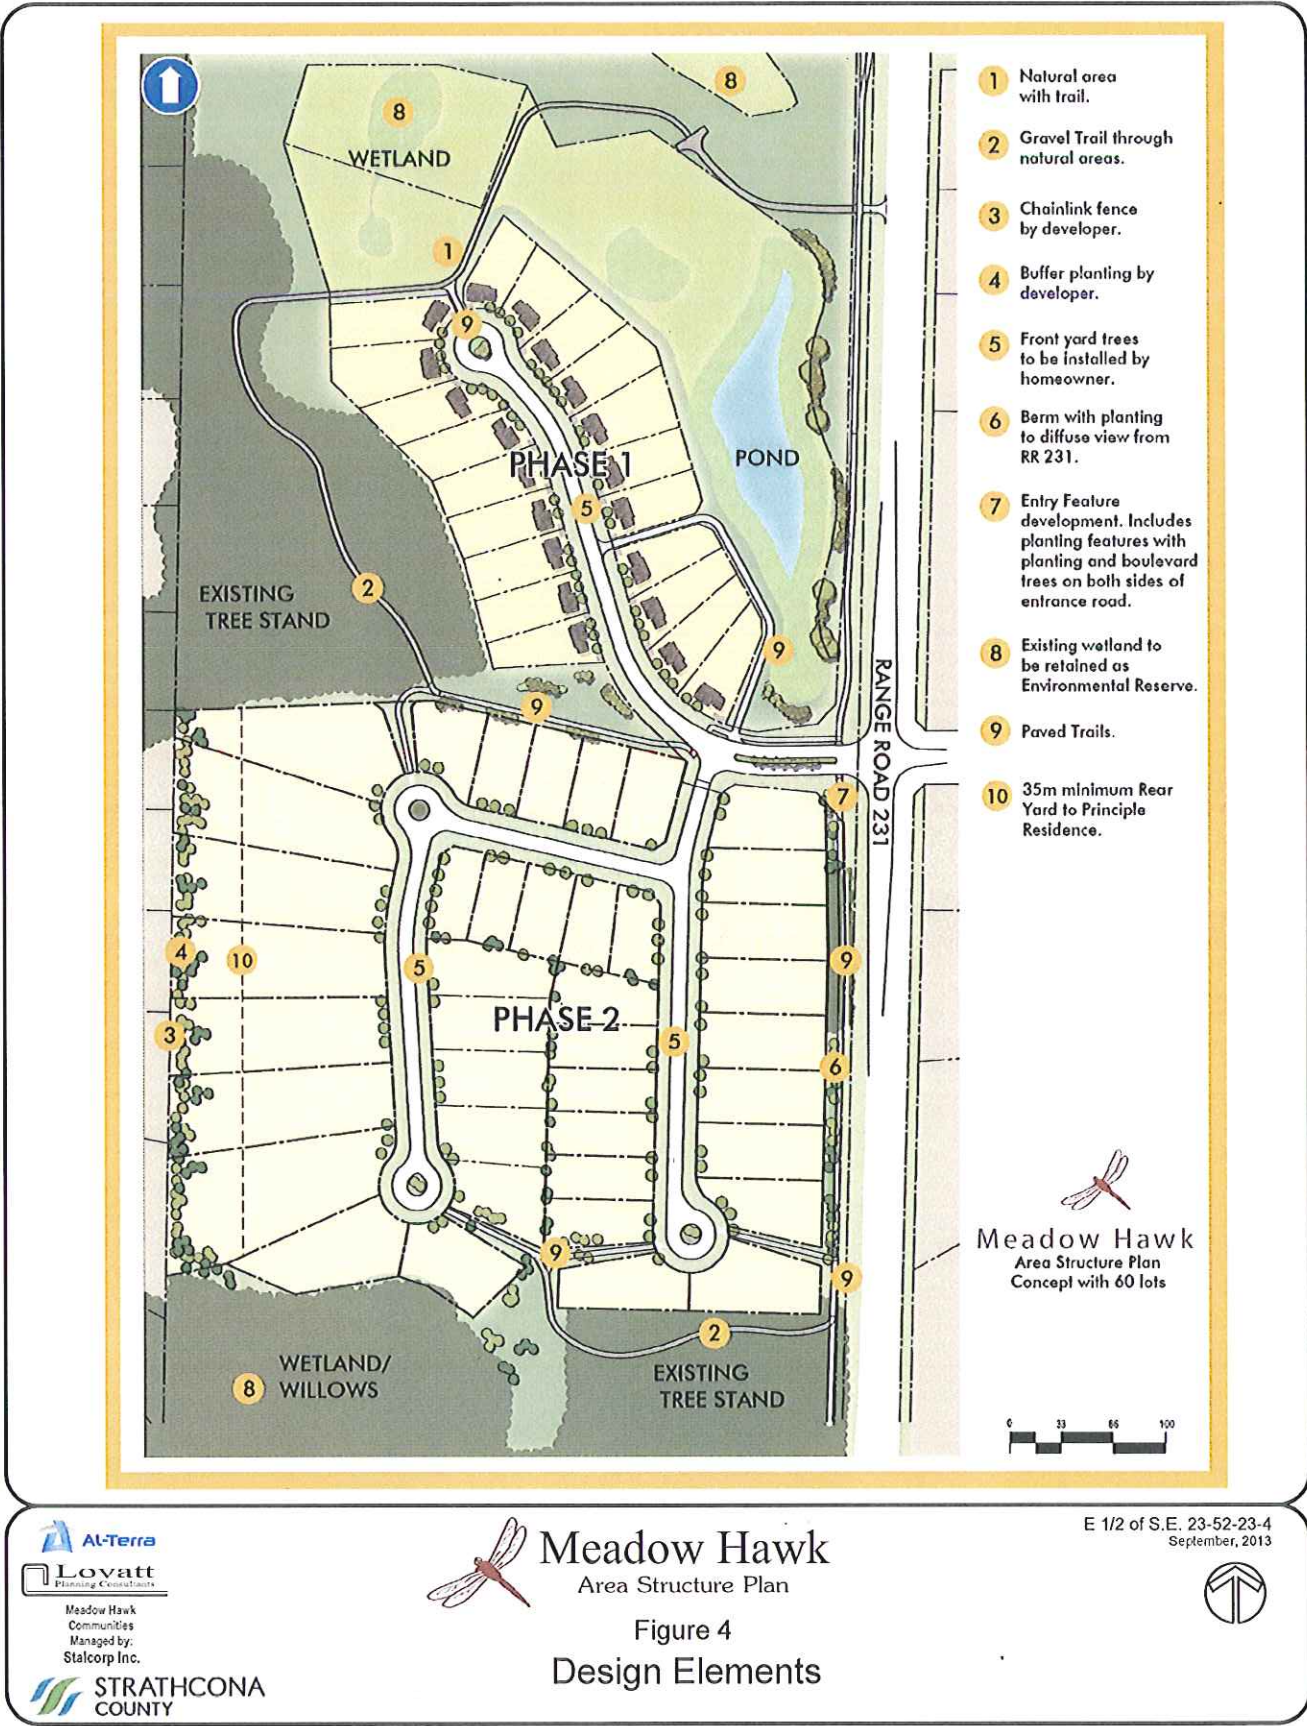 8
8
WETLAND
1
9
PHASE 1
5
POND
EXISTING
TREE STAND
2
9
9
RANGE ROAD 231
7
4
10
5
9
PHASE 2
3
5
6
9
9
2
WETLAND/
8 WILLOWS
EXISTING
TREE STAND
1 Natural area
with trail.
2 Gravel Trail through
natural areas.
3 Chainlink fence
by developer.
4 Buffer planting by
developer.
5 Front yard trees
to be installed by
homeowner.
6 Berm with planting
to diffuse view from
RR 231.
7 Entry Feature
development. Includes
planting features with
planting and boulevard
trees on both sides of
entrance road.
8 Existing wetland to
be retained as
Environmental Reserve.
9 Paved Trails.
10 35m minimum Rear
Yard to Principle
Residence.
Meadow Hawk
Area Structure Plan
Concept with 60 lots
0 33 66 100
Al-Terra
Lovatt
Planning Consultants
Meadow Hawk
Communities
Managed by:
Stalcorp Inc.
STRATHCONA
COUNTY
Meadow Hawk
Area Structure Plan
Figure 4
Design Elements
E 1/2 of S.E. 23-52-23-4
September, 2013